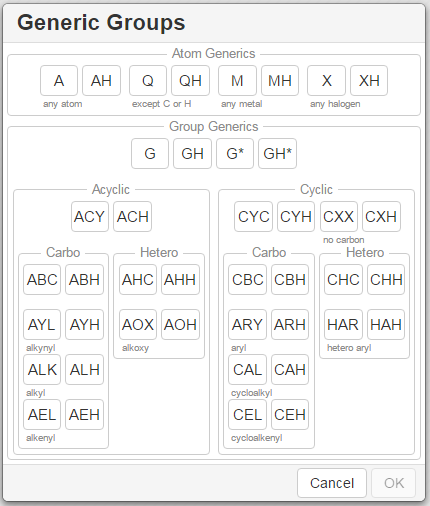 Generic Groups
Atom Generics
A AH Q QH M MH X XH
any atom except C or H any metal any halogen
Group Generics
G GH G* GH*
Acyclic
ACY ACH
Carbo
ABC ABH
AYL AYH
alkynyl
ALK ALH
alkyl
AEL AEH
alkenyl
Hetero
AHC AHH
AOX AOH
alkoxy
Cyclic
CYC CYH CXX CXH
no carbon
Carbo
CBC CBH
ARY ARH
aryl
CAL CAH
cycloalkyl
CEL CEH
cycloalkenyl
Hetero
CHC CHH
HAR HAH
hetero aryl
Cancel OK